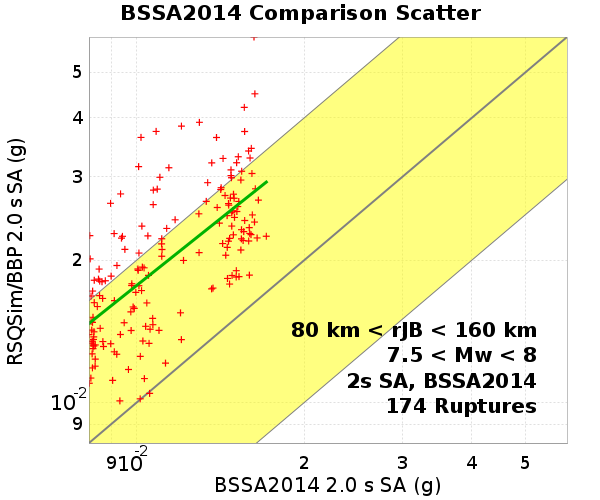 BSSA2014 Comparison Scatter
RSQSim/BBP 2.0 s SA (g)
5
4
3
2
10-2
9
80 km < rJB < 160 km
7.5 < Mw < 8
2s SA, BSSA2014
174 Ruptures
9 10-2 2 3 4 5
BSSA2014 2.0 s SA (g)